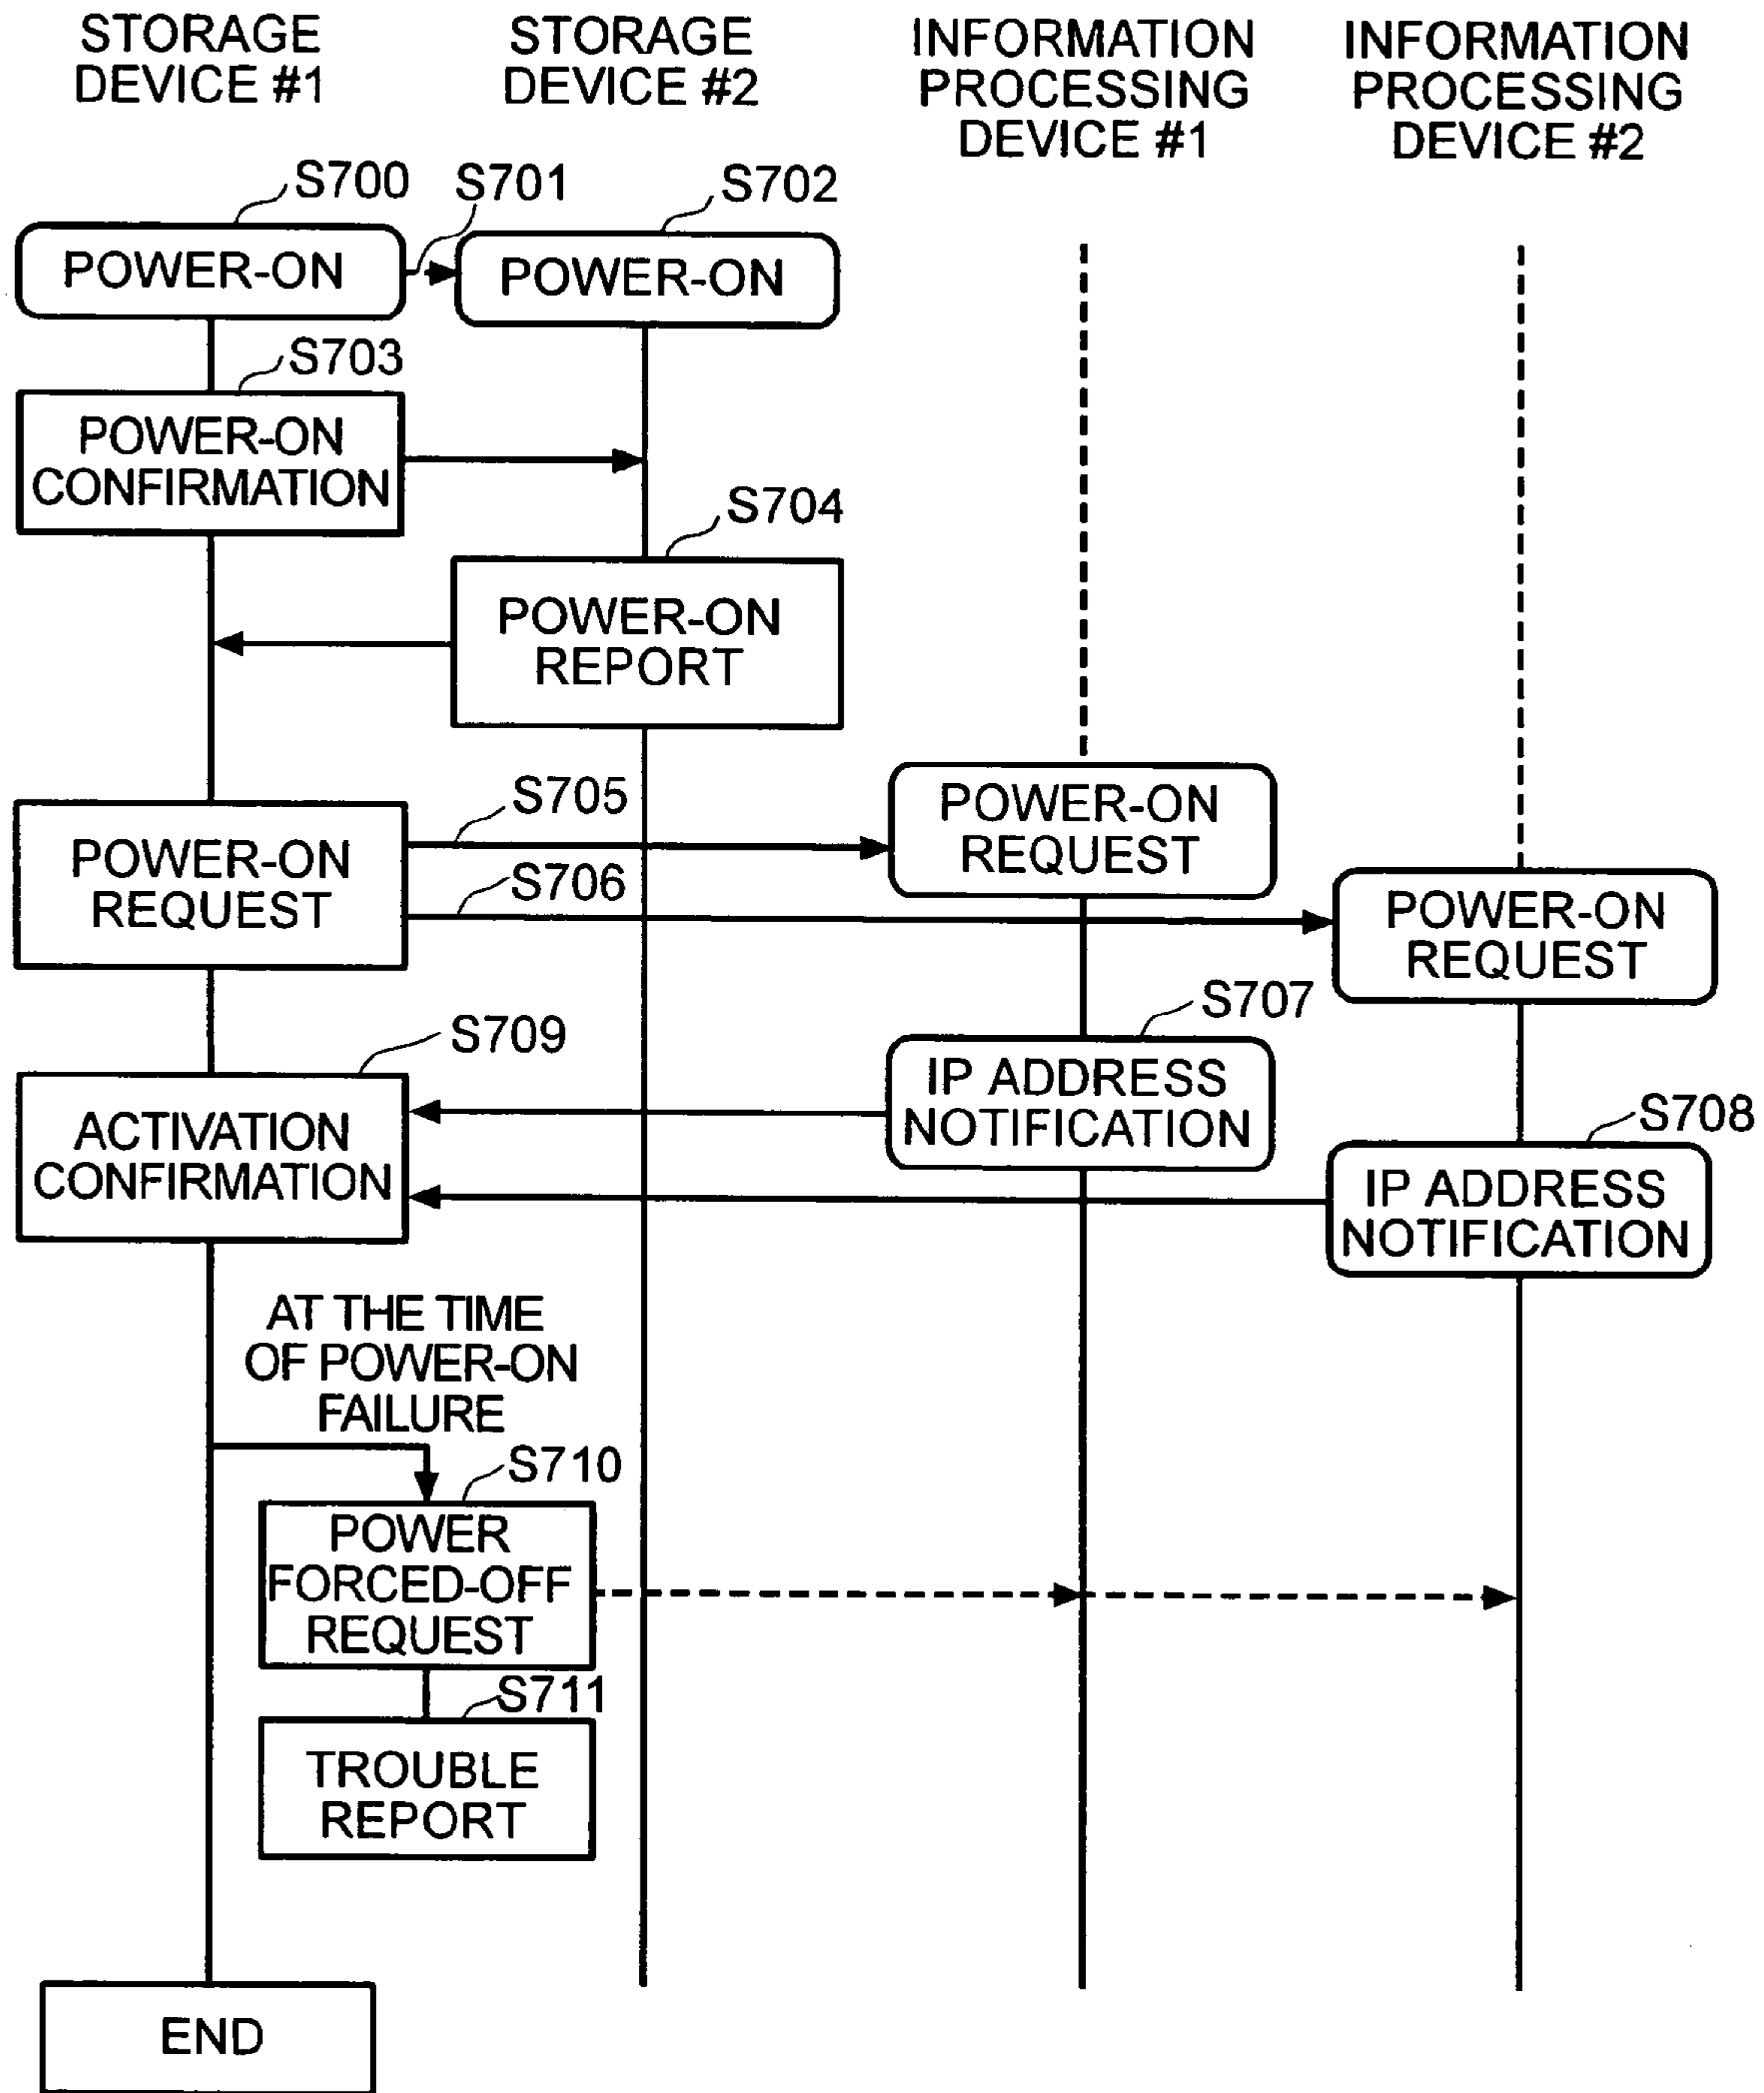 STORAGE
DEVICE #1
STORAGE
DEVICE #2
INFORMATION
PROCESSING
DEVICE #1
INFORMATION
PROCESSING
DEVICE #2
S700
S701
S702
POWER-ON
POWER-ON
S703
POWER-ON
CONFIRMATION
S704
POWER-ON
REPORT
S705
POWER-ON
REQUEST
POWER-ON
REQUEST
S706
POWER-ON
REQUEST
S707
S709
IP ADDRESS
NOTIFICATION
ACTIVATION
CONFIRMATION
S708
IP ADDRESS
NOTIFICATION
AT THE TIME
OF POWER-ON
FAILURE
S710
POWER
FORCED-OFF
REQUEST
S711
TROUBLE
REPORT
END